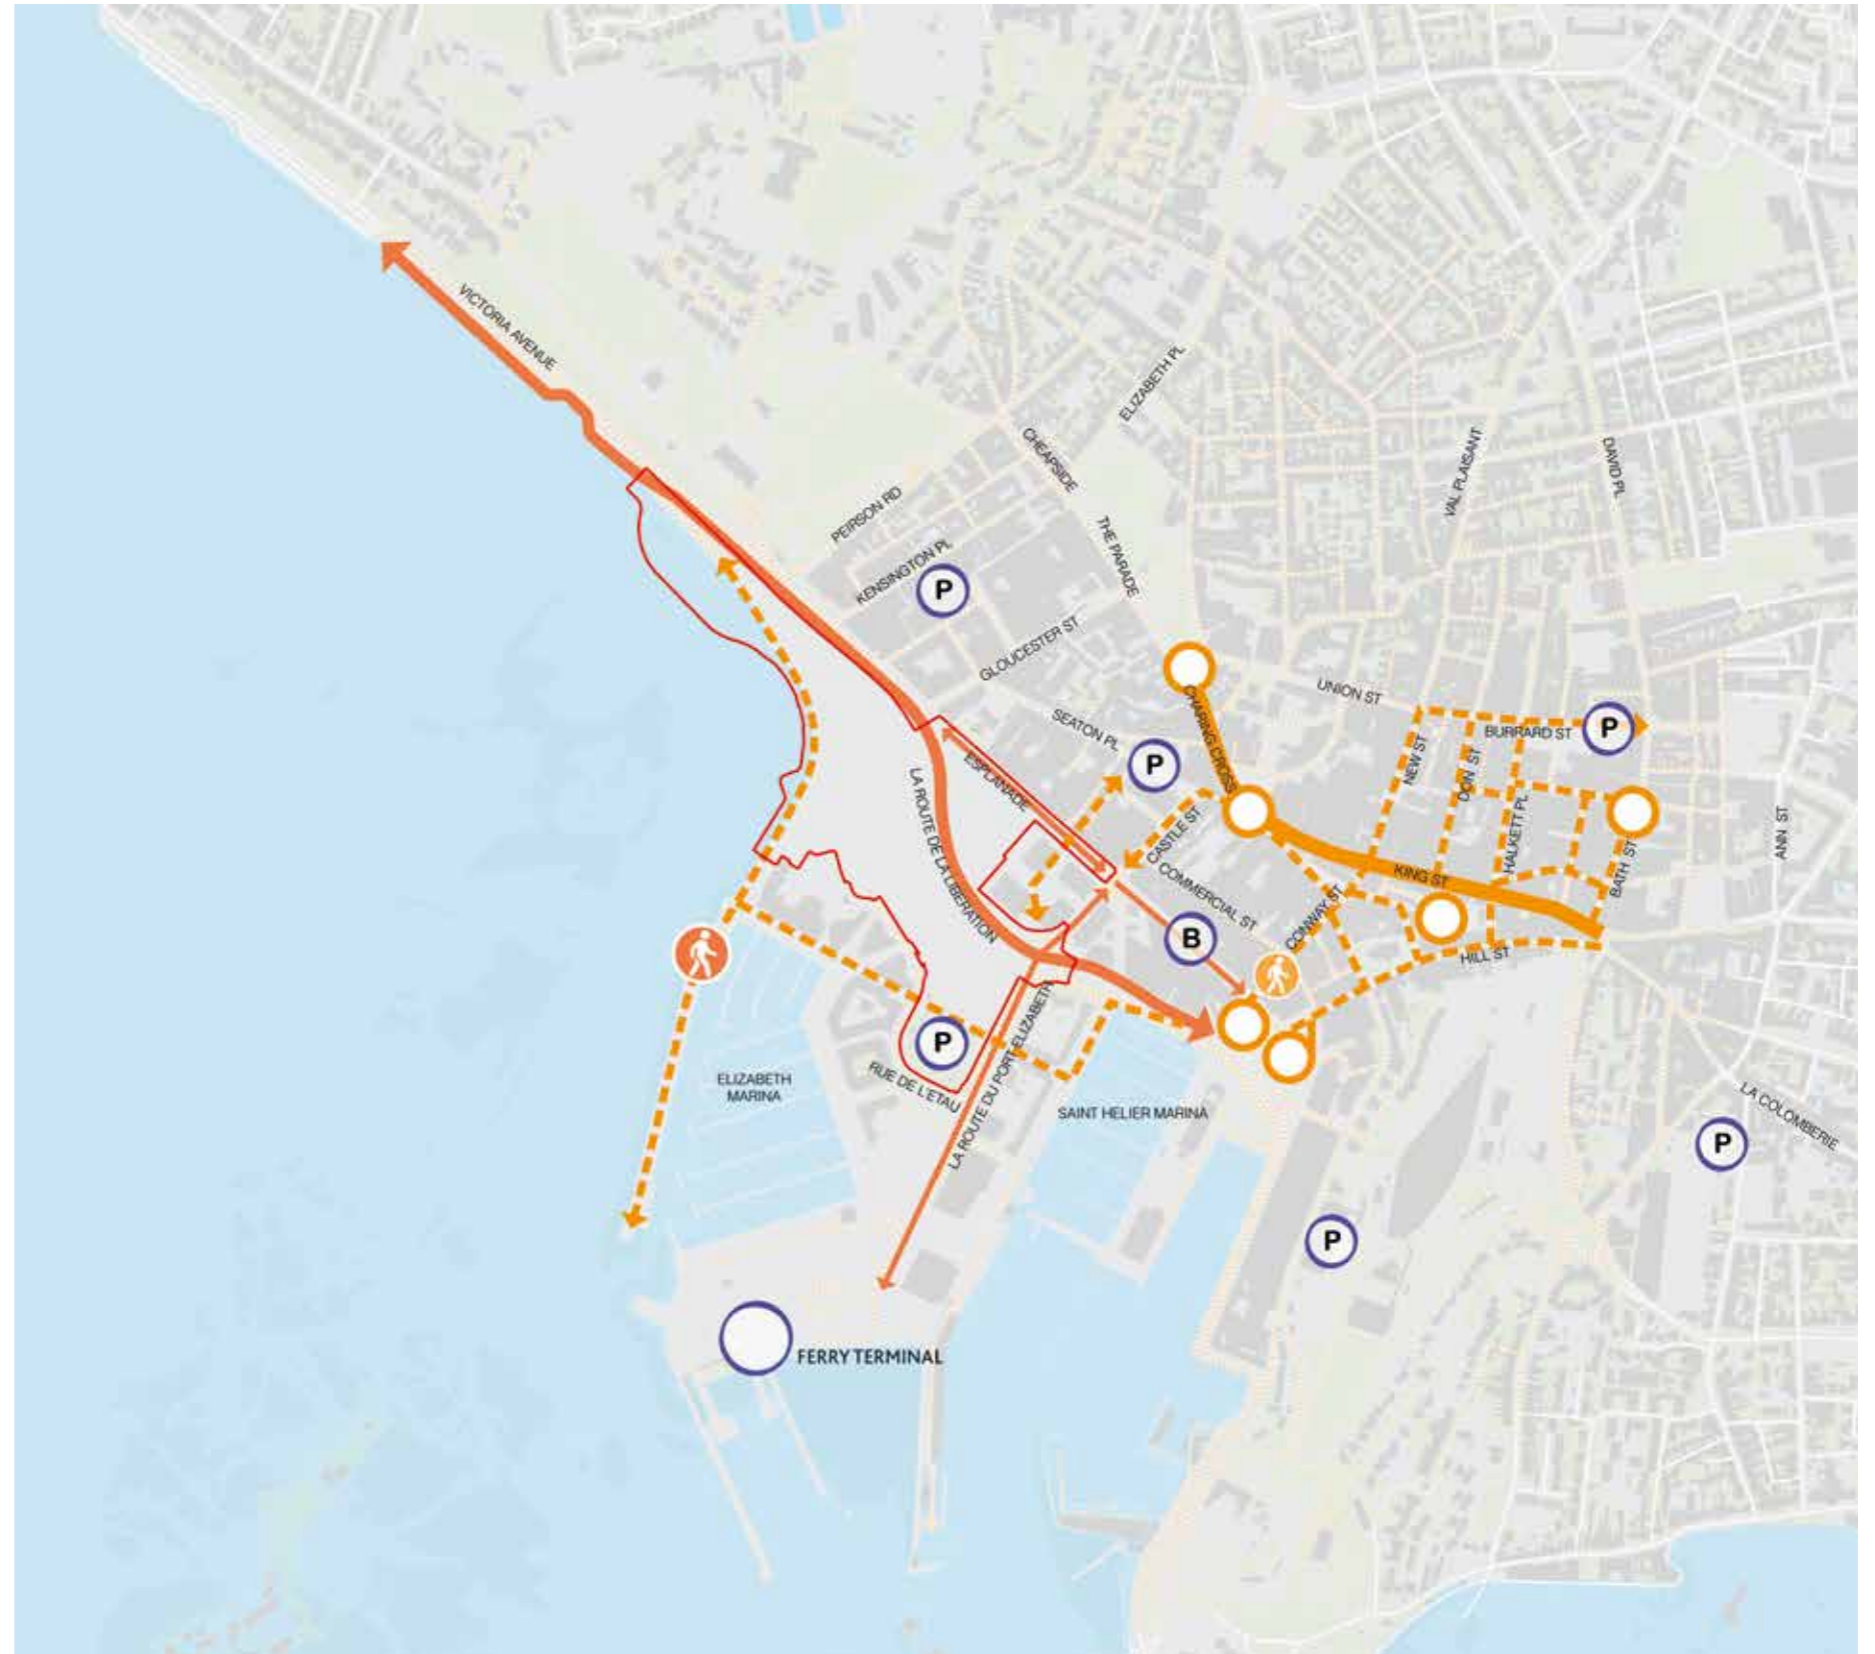 VICTORIA AVENUE
ELIZABETH PL
CHEAPSIDE
VAL PLAISANT
DAVID PL
PEIRSON RD
THE PARADE
KENSINGTON PL
P
GLOUCESTER ST
UNION ST
CHARING CROSS
SEATON PL
BURRARD ST
P
NEW ST
DON ST
P
ESPLANADE
LA ROUTE DE LA LIBERATION
CASTLE ST
HALKETT PL
ANN ST
BATH ST
COMMERCIAL ST
KING ST
CONWAY ST
B
HILL ST
P
LA ROUTE DU PORT ELIZABETH
RUE DE L'ETAU
ELIZABETH
MARINA
SAINT HELIER MARINA
LA COLOMBERIE
P
P
FERRY TERMINAL